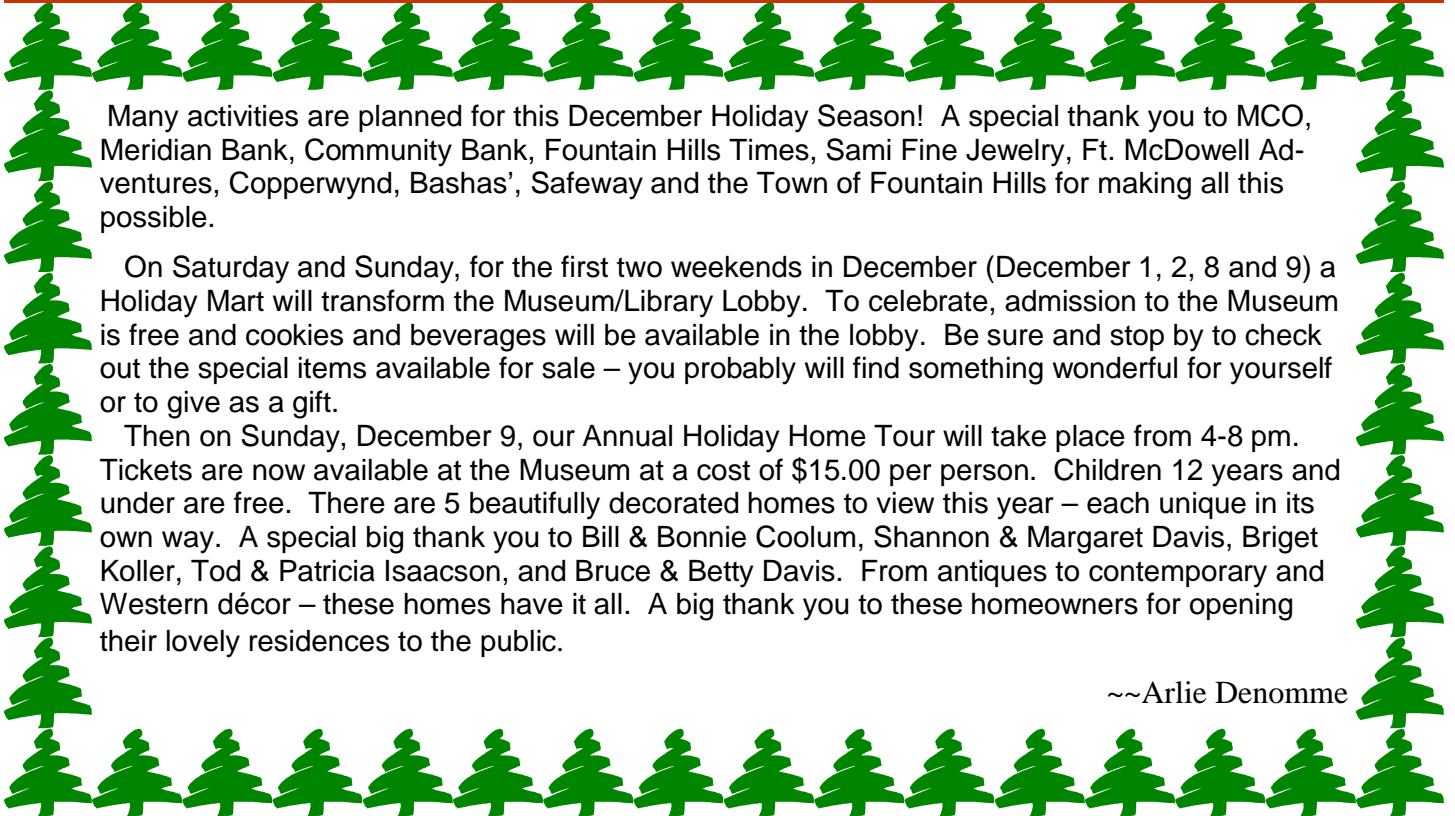 Many activities are planned for this December Holiday Season!  A special thank you to MCO,
Meridian Bank, Community Bank, Fountain Hills Times, Sami Fine Jewelry, Ft. McDowell Ad-
ventures, Copperwynd, Bashas’, Safeway and the Town of Fountain Hills for making all this
possible.
On Saturday and Sunday, for the first two weekends in December (December 1, 2, 8 and 9) a
Holiday Mart will transform the Museum/Library Lobby.  To celebrate, admission to the Museum
is free and cookies and beverages will be available in the lobby.  Be sure and stop by to check
out the special items available for sale – you probably will find something wonderful for yourself
or to give as a gift.
Then on Sunday, December 9, our Annual Holiday Home Tour will take place from 4-8 pm.
Tickets are now available at the Museum at a cost of $15.00 per person.  Children 12 years and
under are free.  There are 5 beautifully decorated homes to view this year – each unique in its
own way.  A special big thank you to Bill & Bonnie Coolum, Shannon & Margaret Davis, Briget
Koller, Tod & Patricia Isaacson, and Bruce & Betty Davis.  From antiques to contemporary and
Western décor – these homes have it all.  A big thank you to these homeowners for opening
their lovely residences to the public.
~~Arlie Denomme